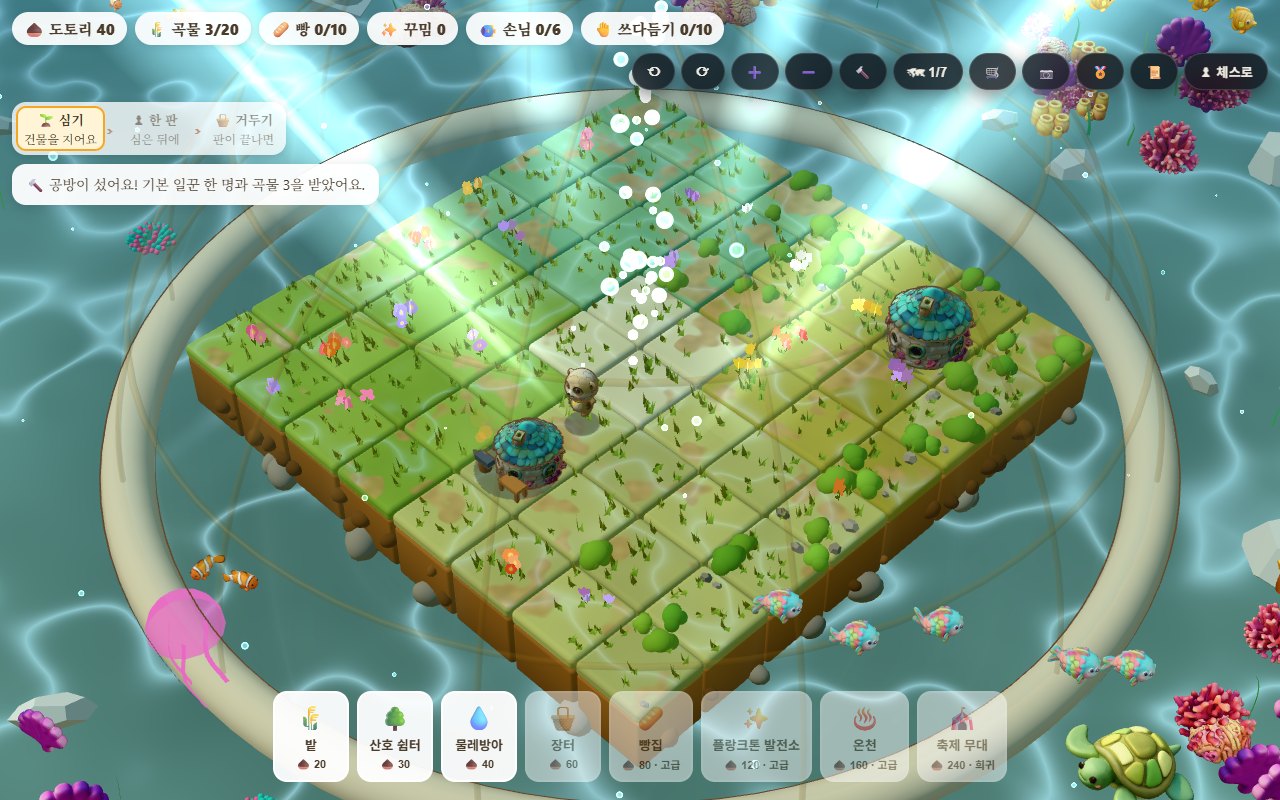 도토리 40
곡물 3/20
빵 0/10
꾸밈 0
손님 0/6
쓰다듬기 0/10
1/7
체스로
심기
건물을 지어요
한 판
심은 뒤에
거두기
판이 끝나면
공방이 섰어요! 기본 일꾼 한 명과 곡물 3을 받았어요.
밭
20
산호 쉼터
30
물레방아
40
장터
60
빵집
80 · 고급
플랑크톤 발전소
120 · 고급
온천
160 · 고급
축제 무대
240 · 희귀